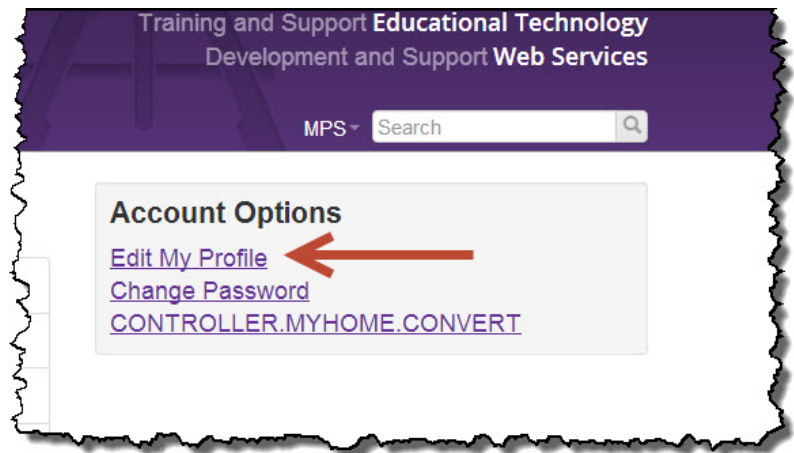 Training and Support Educational Technology
Development and Support Web Services
MPS Search
Account Options
Edit My Profile
Change Password
CONTROLLER.MYHOME.CONVERT